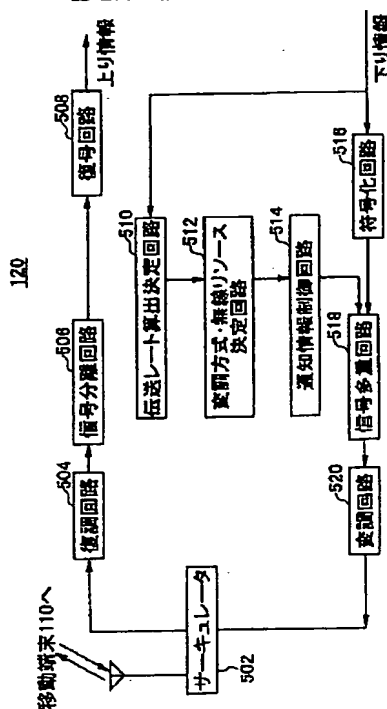 120
移動端末110へ
サーキュレータ
502
復調回路
504
信号分離回路
506
復号回路
508
上り情報
伝送レート算出決定回路
510
変調方式・無線リソース
決定回路
512
通知情報制御回路
514
符号化回路
516
下り情報
信号多重回路
518
変調回路
520